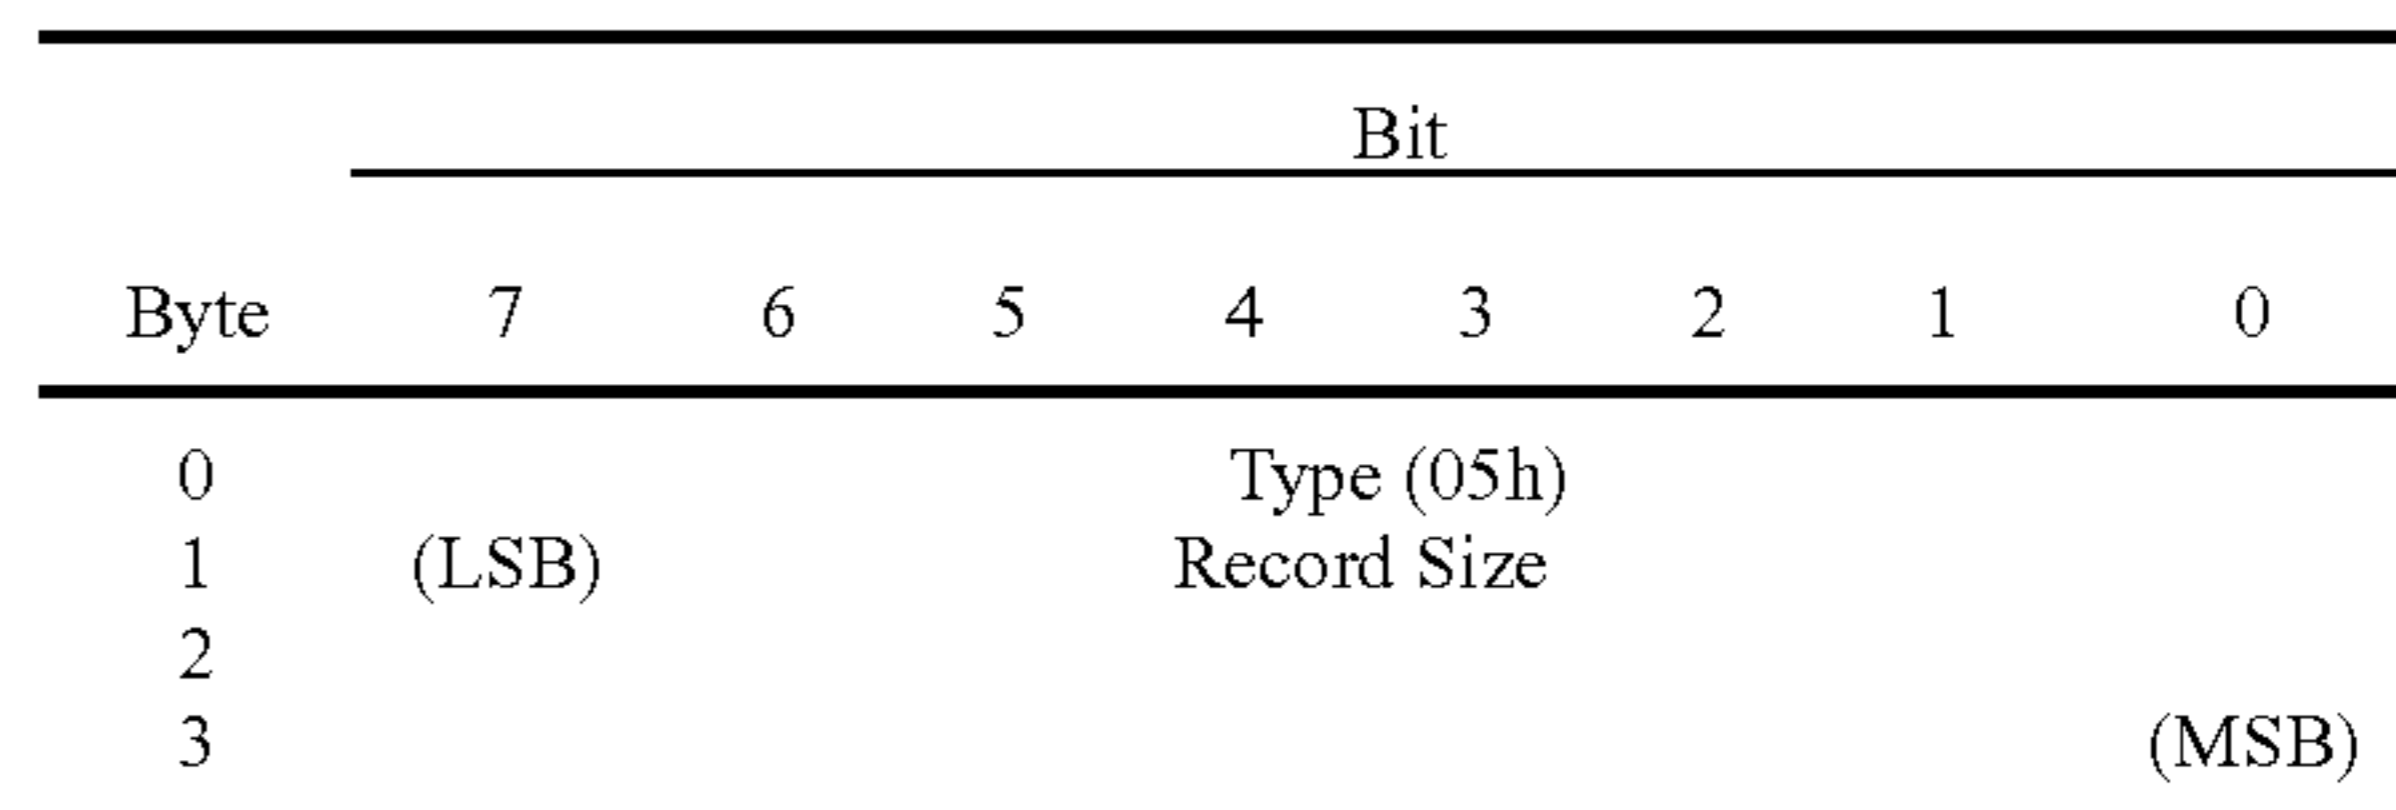 Bit
Byte 7 6 5 4 3 2 1 0
0 Type (05h)
1 (LSB) Record Size
2
3 (MSB)